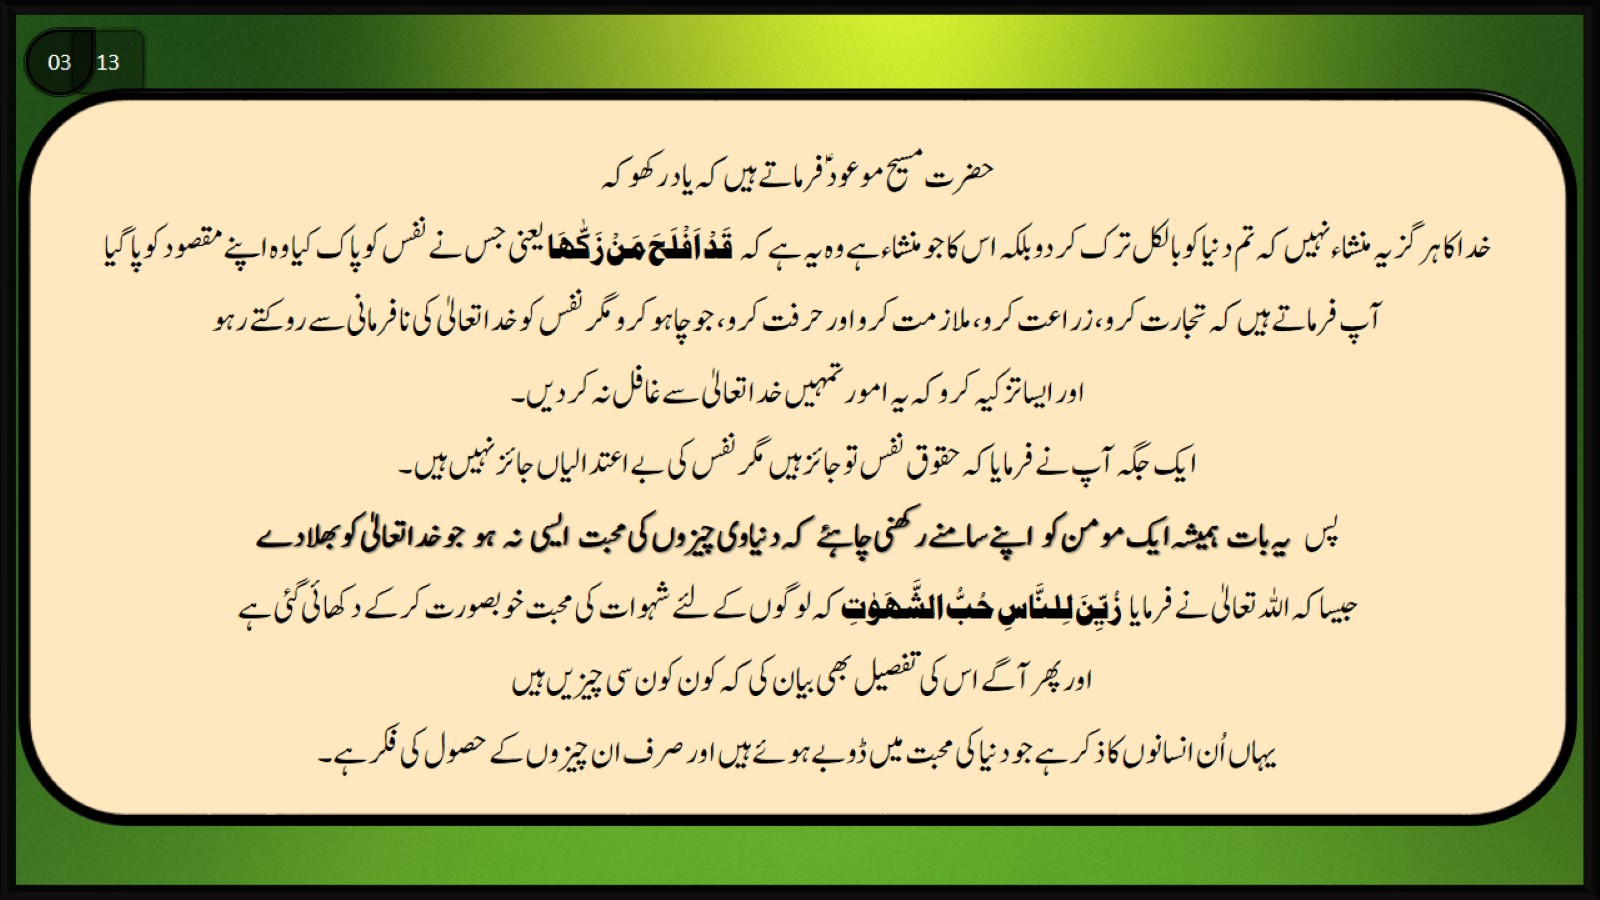 03 13
حضرت مسیح موعودؑ فرماتے ہیں کہ یاد رکھو کہ
خدا کا ہر گز یہ منشاء نہیں کہ تم دنیا کو بالکل ترک کر دو بلکہ اس کا جو منشاء ہے وہ یہ ہے کہ قَدْ اَفْلَحَ مَنْ زَكّٰهَا یعنی جس نے نفس کو پاک کیا وہ اپنے مقصود کو پا گیا
آپ فرماتے ہیں کہ تجارت کرو، زراعت کرو، ملازمت کرو اور حرفت کرو، جو چاہو کرو مگر نفس کو خدا تعالیٰ کی نافرمانی سے روکتے رہو
اور ایسا تزکیہ کرو کہ یہ امور تمہیں خدا تعالیٰ سے غافل نہ کر دیں۔
ایک جگہ آپ نے فرمایا کہ حقوق نفس تو جائز ہیں مگر نفس کی بے اعتدالیاں جائز نہیں ہیں۔
پس یہ بات ہمیشہ ایک مومن کو اپنے سامنے رکھنی چاہئے کہ دنیاوی چیزوں کی محبت ایسی نہ ہو جو خدا تعالیٰ کو بھلا دے
جیسا کہ اللہ تعالیٰ نے فرمایا زُيِّنَ لِلنَّاسِ حُبُّ الشَّهَوٰتِ کہ لوگوں کے لئے شہوات کی محبت خوبصورت کر کے دکھائی گئی ہے
اور پھر آگے اس کی تفصیل بھی بیان کی کہ کون کون سی چیزیں ہیں
یہاں اُن انسانوں کا ذکر ہے جو دنیا کی محبت میں ڈوبے ہوئے ہیں اور صرف ان چیزوں کے حصول کی فکر ہے۔